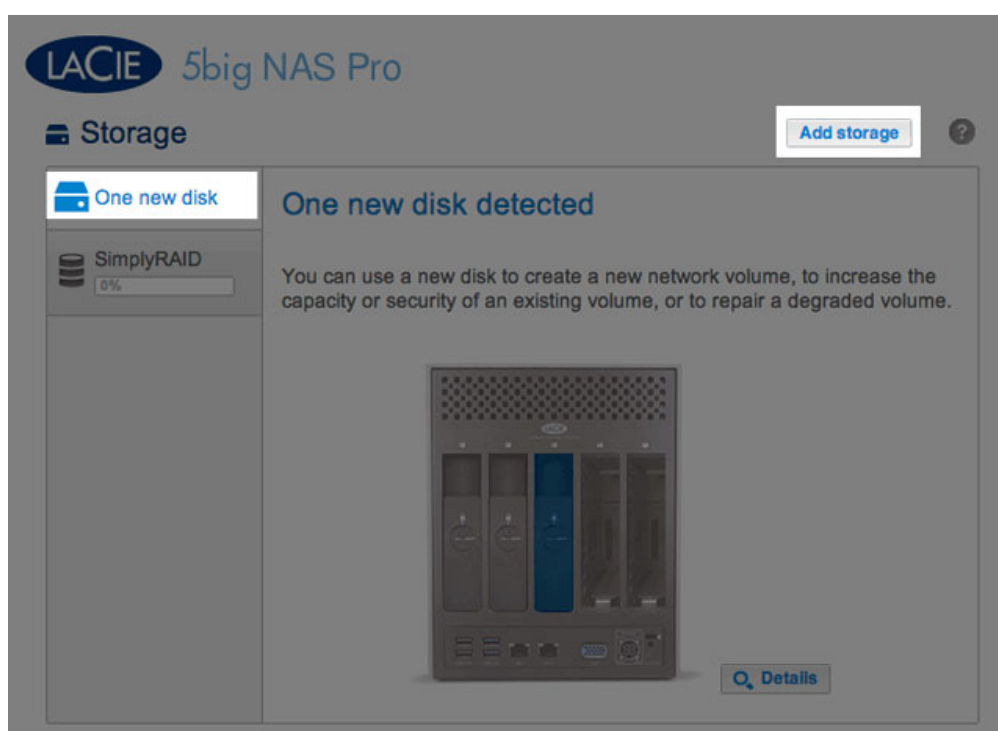 LACIE 5big NAS Pro
Storage
Add storage
?
One new disk
SimplyRAID
0%
One new disk detected
You can use a new disk to create a new network volume, to increase the
capacity or security of an existing volume, or to repair a degraded volume.
LACIE
Details